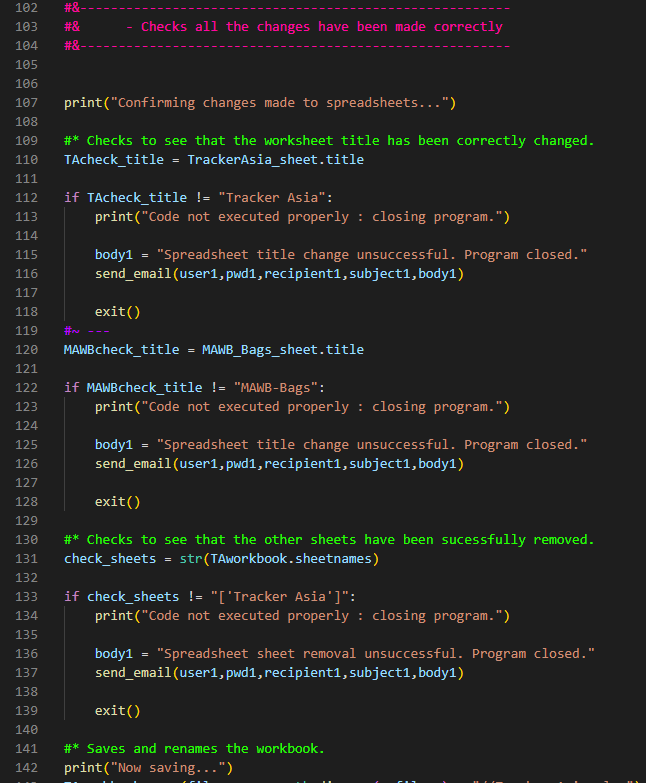 102 #&-------------------------------------------------------
103 #&      - Checks all the changes have been made correctly
104 #&-------------------------------------------------------
105
106
107 print("Confirming changes made to spreadsheets...")
108
109 #* Checks to see that the worksheet title has been correctly changed.
110 TAcheck_title = TrackerAsia_sheet.title
111
112 if TAcheck_title != "Tracker Asia":
113     print("Code not executed properly : closing program.")
114
115     body1 = "Spreadsheet title change unsuccessful. Program closed."
116     send_email(user1,pwd1,recipient1,subject1,body1)
117
118     exit()
119 #~ ---
120 MAWBcheck_title = MAWB_Bags_sheet.title
121
122 if MAWBcheck_title != "MAWB-Bags":
123     print("Code not executed properly : closing program.")
124
125     body1 = "Spreadsheet title change unsuccessful. Program closed."
126     send_email(user1,pwd1,recipient1,subject1,body1)
127
128     exit()
129
130 #* Checks to see that the other sheets have been sucessfully removed.
131 check_sheets = str(TAworkbook.sheetnames)
132
133 if check_sheets != "['Tracker Asia']":
134     print("Code not executed properly : closing program.")
135
136     body1 = "Spreadsheet sheet removal unsuccessful. Program closed."
137     send_email(user1,pwd1,recipient1,subject1,body1)
138
139     exit()
140
141 #* Saves and renames the workbook.
142 print("Now saving...")